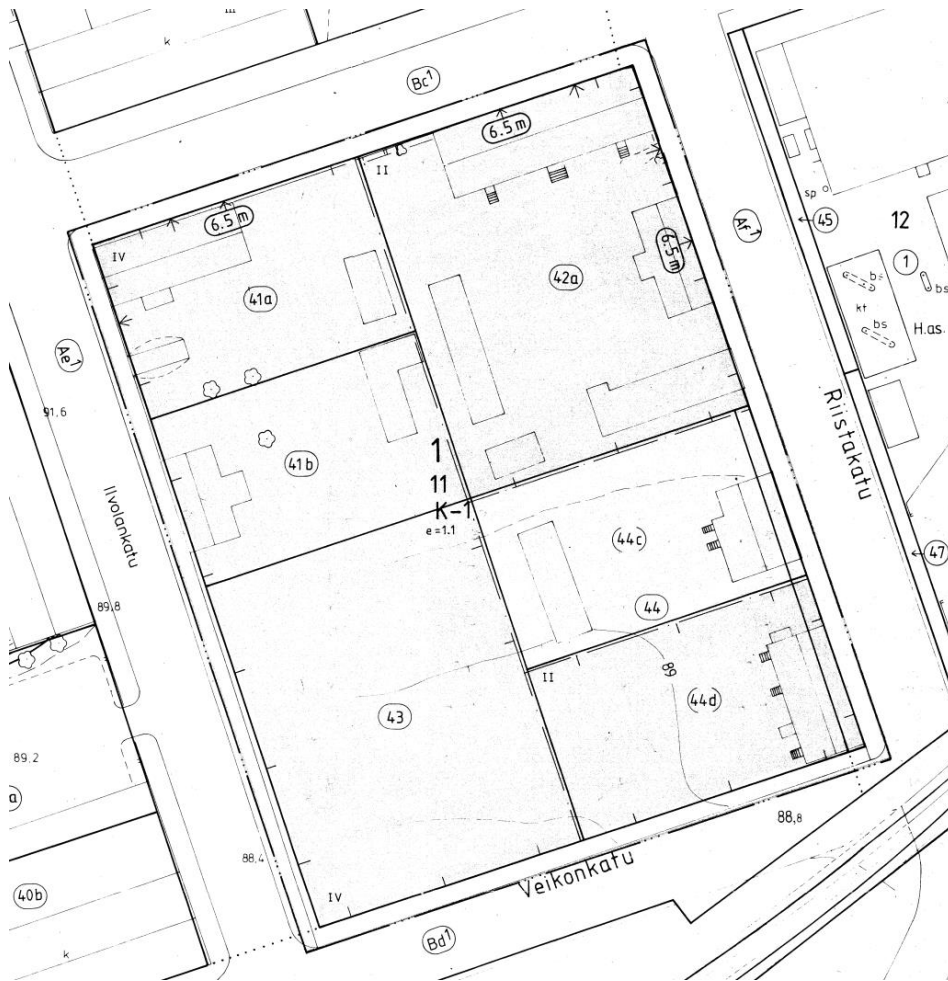 III
k
Bc¹
6.5 m
II
6.5 m
IV
41a
42a
6.5 m
Af¹
sp
45
12
1
bs
bs
kt
bs
H.as.
Ae¹
91.6
Ilvolankatu
41b
1
11
K-1
e=1.1
Riistakatu
(44c)
47
44
89,8
II
89
(44d)
43
89.2
a
88,8
88,4
Veikonkatu
40b
IV
Bd¹
k